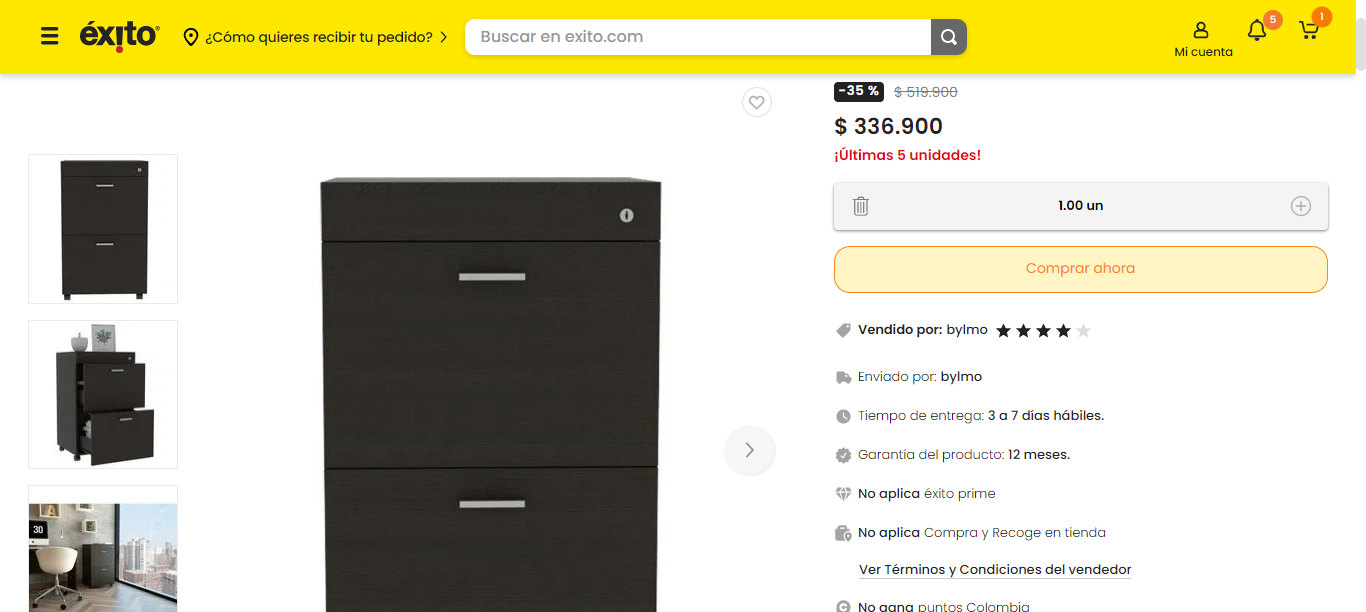 éxito
¿Cómo quieres recibir tu pedido?
Buscar en exito.com
Mi cuenta
5
1
-35 % $ 519.900
$ 336.900
¡Últimas 5 unidades!
1.00 un
Comprar ahora
Vendido por: bylmo
Enviado por: bylmo
Tiempo de entrega: 3 a 7 días hábiles.
Garantía del producto: 12 meses.
No aplica éxito prime
No aplica Compra y Recoge en tienda
Ver Términos y Condiciones del vendedor
No gana puntos Colombia
30
A